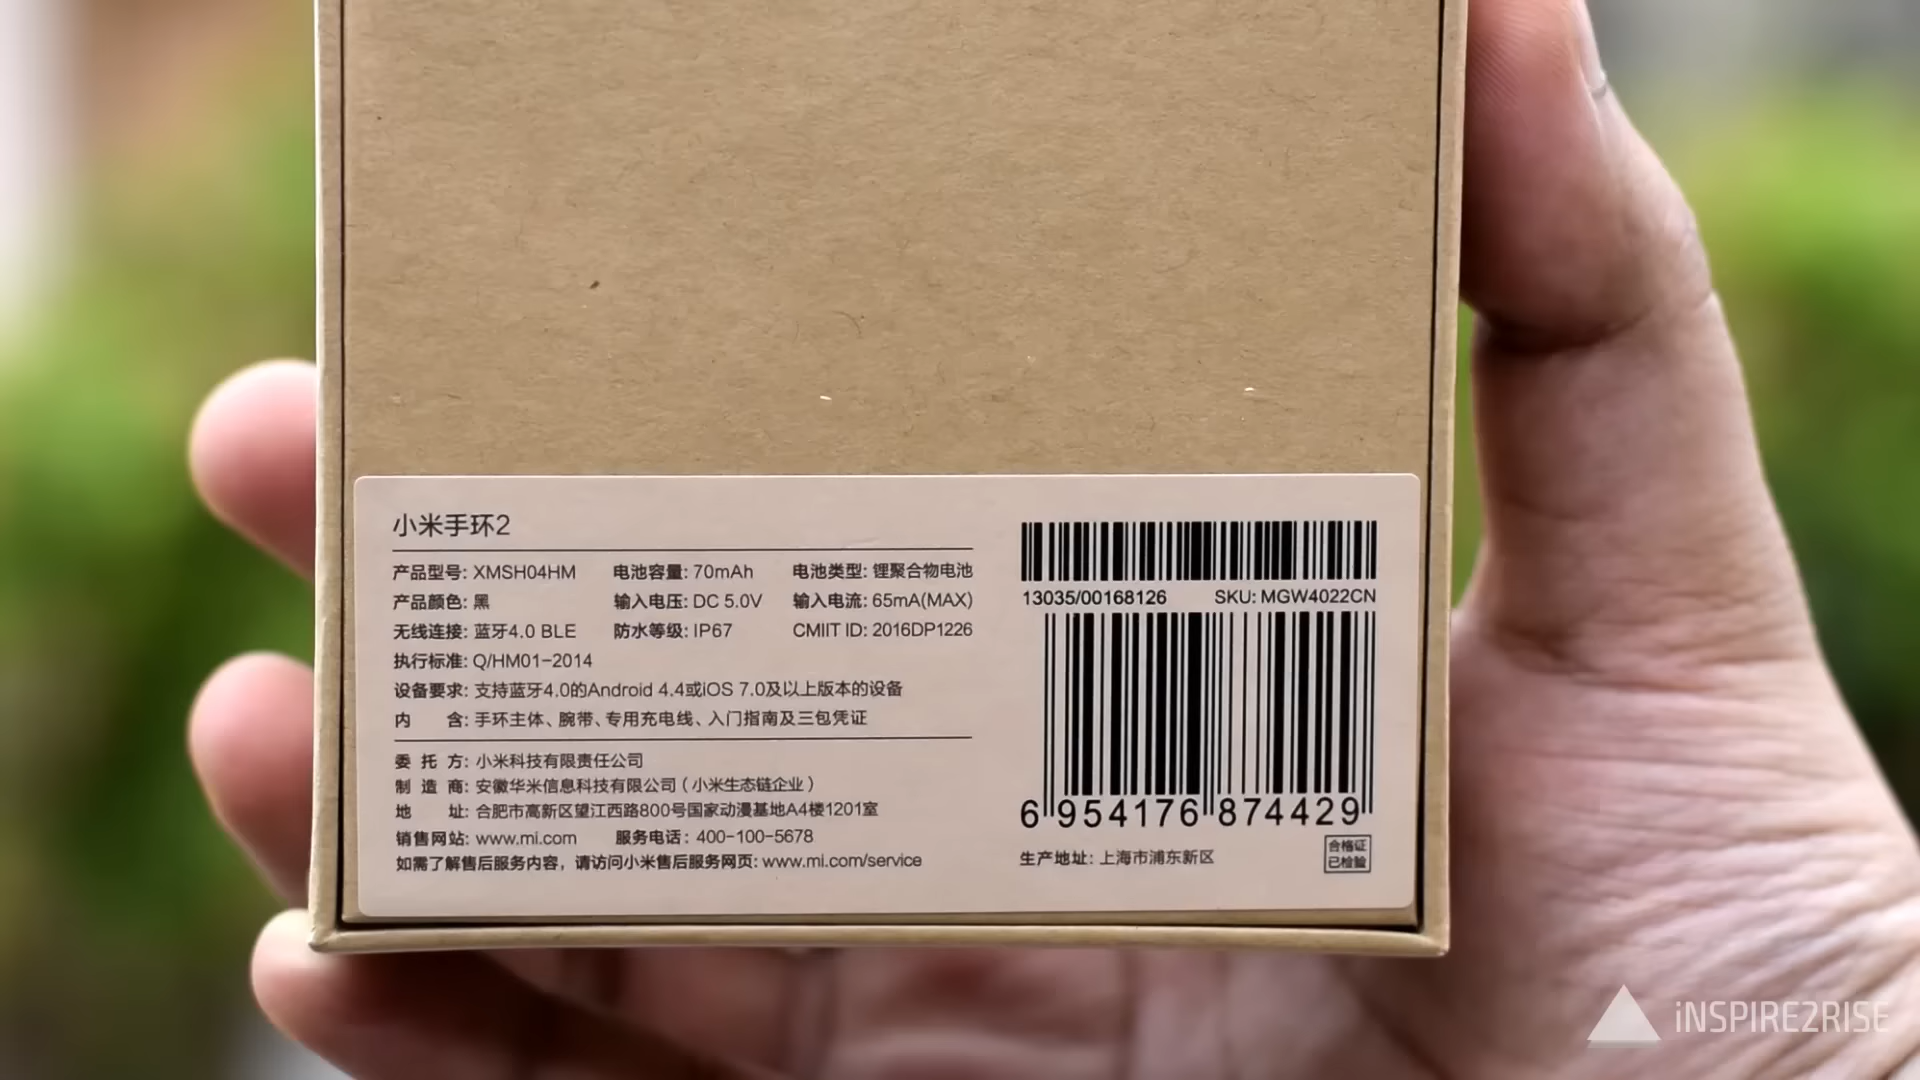 小米手环2
产品型号: XMSH04HM 电池容量: 70mAh 电池类型: 锂聚合物电池
产品颜色: 黑 输入电压: DC 5.0V 输入电流: 65mA(MAX)
无线连接: 蓝牙4.0 BLE 防水等级: IP67 CMIIT ID: 2016DP1226
执行标准: Q/HM01-2014
设备要求: 支持蓝牙4.0的Android 4.4或iOS 7.0及以上版本的设备
内 含: 手环主体、腕带、专用充电线、入门指南及三包凭证
委 托 方: 小米科技有限责任公司
制 造 商: 安徽华米信息科技有限公司 ( 小米生态链企业 )
地 址: 合肥市高新区望江西路800号国家动漫基地A4楼1201室
销售网站: www.mi.com 服务电话: 400-100-5678
如需了解售后服务内容，请访问小米售后服务网页: www.mi.com/service
13035/00168126 SKU: MGW4022CN
6 954176 874429
生产地址: 上海市浦东新区
合格证
已检验
iNSPIRE2RISE